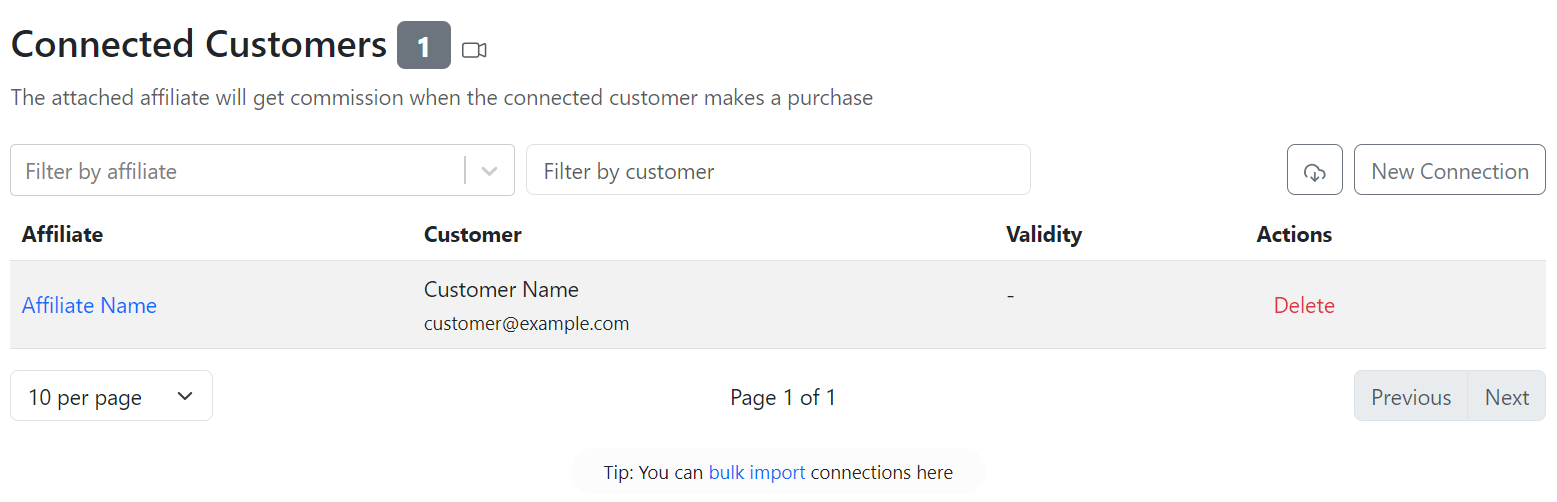 Connected Customers 1
The attached affiliate will get commission when the connected customer makes a purchase
Filter by affiliate Filter by customer New Connection
Affiliate Customer Validity Actions
Affiliate Name Customer Name - Delete
customer@example.com
10 per page Page 1 of 1 Previous Next
Tip: You can bulk import connections here